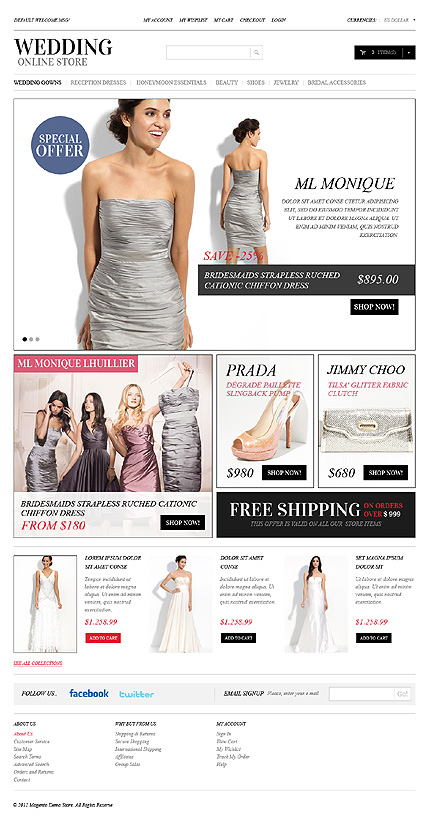 DEFAULT WELCOME MSG! MY ACCOUNT MY WISHLIST MY CART CHECKOUT LOGIN CURRENCIES: US DOLLAR
WEDDING
ONLINE STORE
3 ITEM(S)
WEDDING GOWNS | RECEPTION DRESSES | HONEYMOON ESSENTIALS | BEAUTY | SHOES | JEWELRY | BRIDAL ACCESSORIES
SPECIAL
OFFER
ML MONIQUE
DOLOR SIT AMET CONSE CTETUR ADIPISICING
ELIT, SED DO EIUSMOD TEMPOR INCIDIDUNT
UT LABORE ET DOLORE MAGNA ALIQUA. UT
ENIM AD MINIM VENIAM, QUIS NOSTRUD
EXERCITATION
SAVE -25%
BRIDESMAIDS STRAPLESS RUCHED
CATIONIC CHIFFON DRESS
$895.00
SHOP NOW!
ML MONIQUE LHUILLIER
BRIDESMAIDS STRAPLESS RUCHED CATIONIC
CHIFFON DRESS
FROM $180
SHOP NOW!
PRADA
DÉGRADÉ PAILLETTE
SLINGBACK PUMP
$980 SHOP NOW!
JIMMY CHOO
TILSA' GLITTER FABRIC
CLUTCH
$680 SHOP NOW!
FREE SHIPPING ON ORDERS
OVER $ 999
THIS OFFER IS VALID ON ALL OUR STORE ITEMS
LOREM IPSUM DOLOR
SIT AMET CONSE
Tempor incididunt ut
labore et dolore magna
aliqua. Ut enim ad minim
veniam, quis nostrud
exercitation.
$1.258.99
ADD TO CART
DOLOR SIT AMET
CONSE
Incididunt ut labore et
dolore magna aliqua. Ut
enim ad minim veniam,
quis nostrud
exercitation.
$1.258.99
ADD TO CART
SET MAGNA IPSUM
DOLOR SIT
Ut labore et dolore
magna aliqua. Ut enim
ad minim veniam, quis
nostrud exercitation.
$1.258.99
ADD TO CART
SEE ALL COLLECTIONS
FOLLOW US . facebook twitter EMAIL SIGNUP Please, enter your e-mail Go!
ABOUT US
About Us
Customer Service
Site Map
Search Terms
Advanced Search
Orders and Returns
Contact
WHY BUY FROM US
Shipping & Returns
Secure Shopping
International Shipping
Affiliates
Group Sales
MY ACCOUNT
Sign In
View Cart
My Wishlist
Track My Order
Help
© 2012 Magento Demo Store. All Rights Reserve